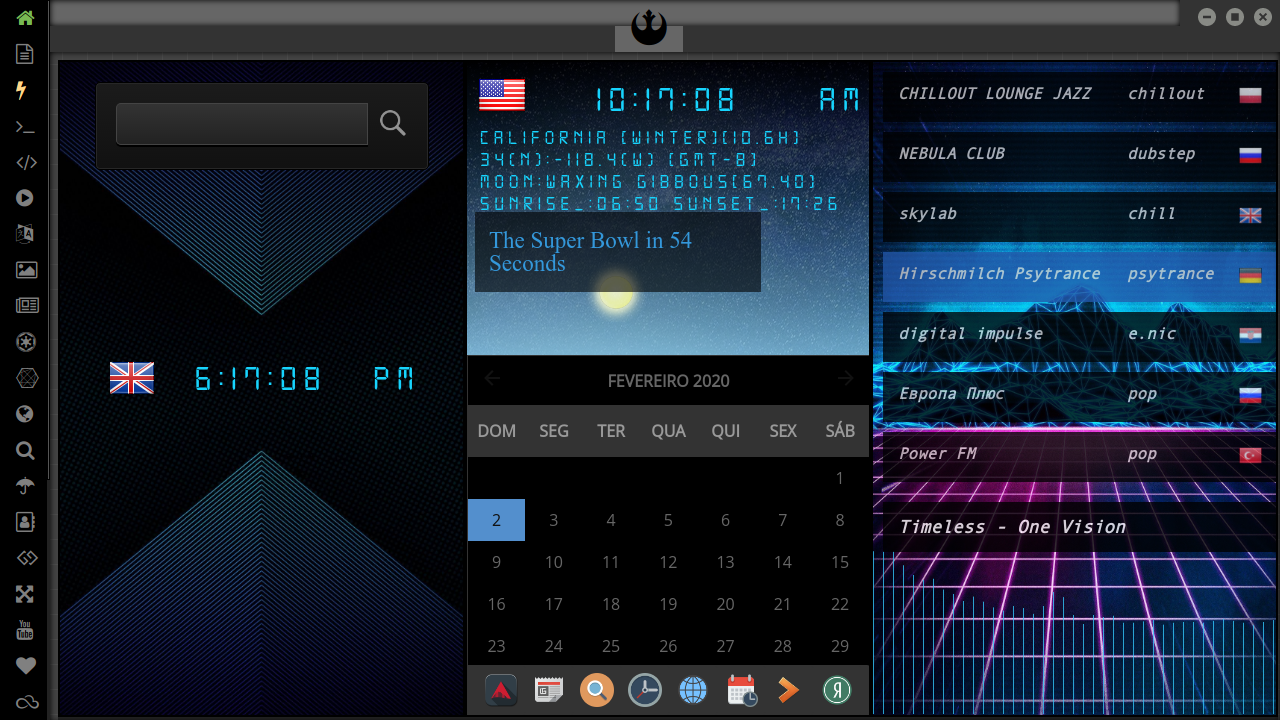 6:17:08 PM
10:17:08 AM
CALIFORNIA [WINTER][10.6H]
34[N]:-118.4[W] [GMT-8]
MOON:WAXING GIBBOUS[67.40]
SUNRISE_:06:50 SUNSET_:17:26
The Super Bowl in 54
Seconds
FEVEREIRO 2020
DOM SEG TER QUA QUI SEX SÁB
1
2 3 4 5 6 7 8
9 10 11 12 13 14 15
16 17 18 19 20 21 22
23 24 25 26 27 28 29
CHILLOUT LOUNGE JAZZ chillout
NEBULA CLUB dubstep
skylab chill
Hirschmilch Psytrance psytrance
digital impulse e.nic
Европа Плюс pop
Power FM pop
Timeless - One Vision
You
Tube
Я